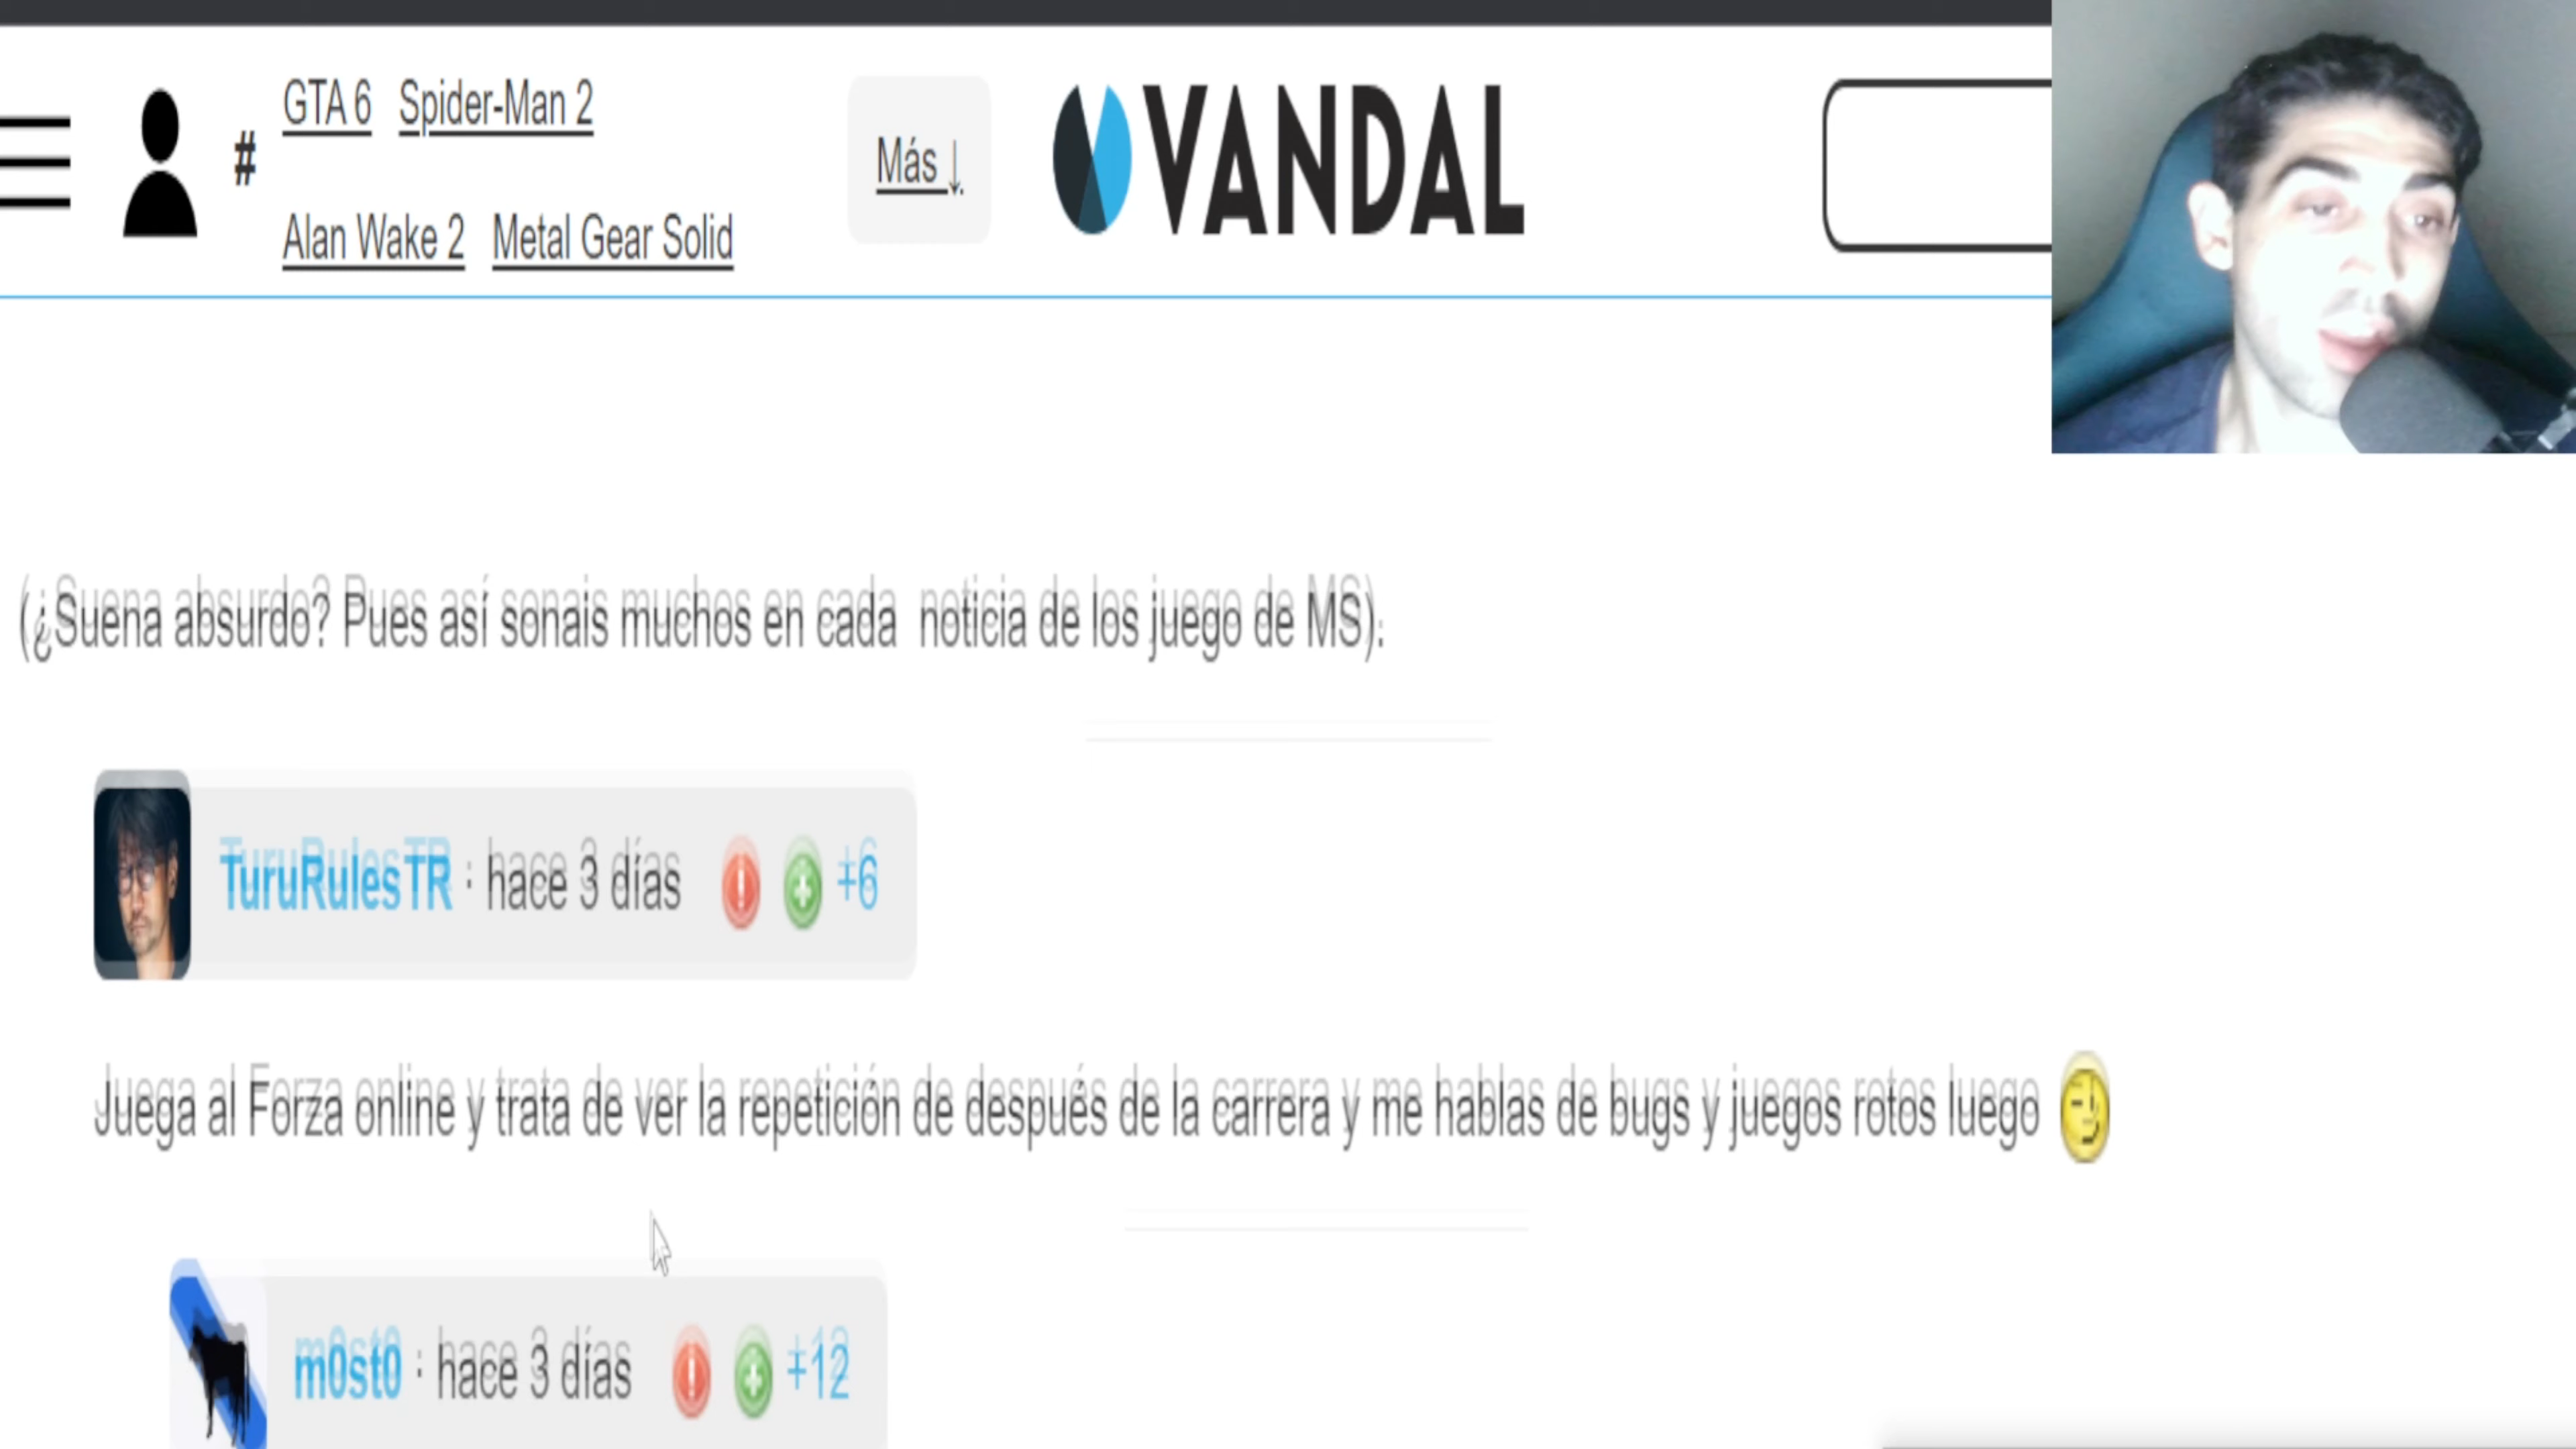 GTA 6 Spider-Man 2
#
Más ↓
VANDAL
Alan Wake 2 Metal Gear Solid
(¿Suena absurdo? Pues así sonais muchos en cada noticia de los juego de MS).
TuruRulesTR · hace 3 días +6
Juega al Forza online y trata de ver la repetición de después de la carrera y me hablas de bugs y juegos rotos luego
m0st0 · hace 3 días +12